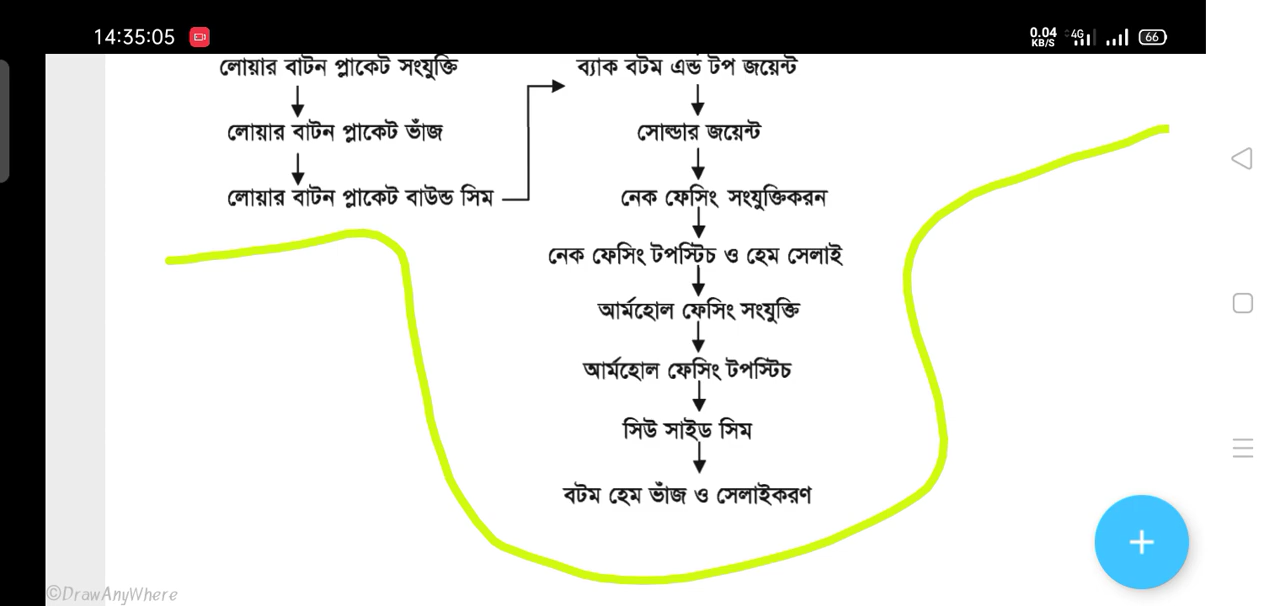 14:35:05
0.04 KB/S 4G 66
লোয়ার বাটন প্লাকেট সংযুক্তি
লোয়ার বাটন প্লাকেট ভাঁজ
লোয়ার বাটন প্লাকেট বাউন্ড সিম
ব্যাক বটম এন্ড টপ জয়েন্ট
সোল্ডার জয়েন্ট
নেক ফেসিং সংযুক্তিকরন
নেক ফেসিং টপস্টিচ ও হেম সেলাই
আর্মহোল ফেসিং সংযুক্তি
আর্মহোল ফেসিং টপস্টিচ
সিউ সাইড সিম
বটম হেম ভাঁজ ও সেলাইকরণ
©DrawAnyWhere